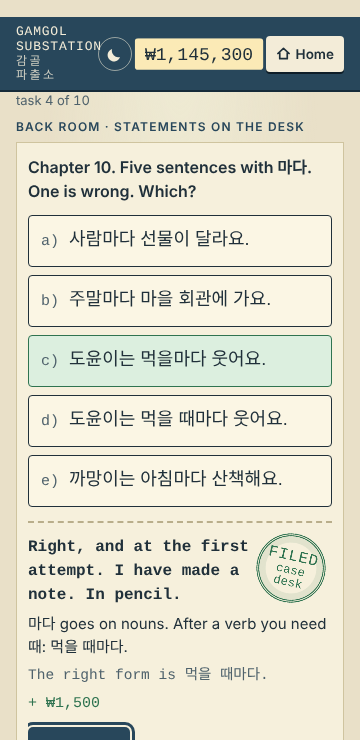 GAMGOL
SUBSTATION
감골
파출소
₩1,145,300
Home
task 4 of 10
BACK ROOM · STATEMENTS ON THE DESK
Chapter 10. Five sentences with 마다.
One is wrong. Which?
a) 사람마다 선물이 달라요.
b) 주말마다 마을 회관에 가요.
c) 도윤이는 먹을마다 웃어요.
d) 도윤이는 먹을 때마다 웃어요.
e) 까망이는 아침마다 산책해요.
Right, and at the first
attempt. I have made a
note. In pencil.
FILED
case
desk
마다 goes on nouns. After a verb you need
때: 먹을 때마다.
The right form is 먹을 때마다.
+ ₩1,500